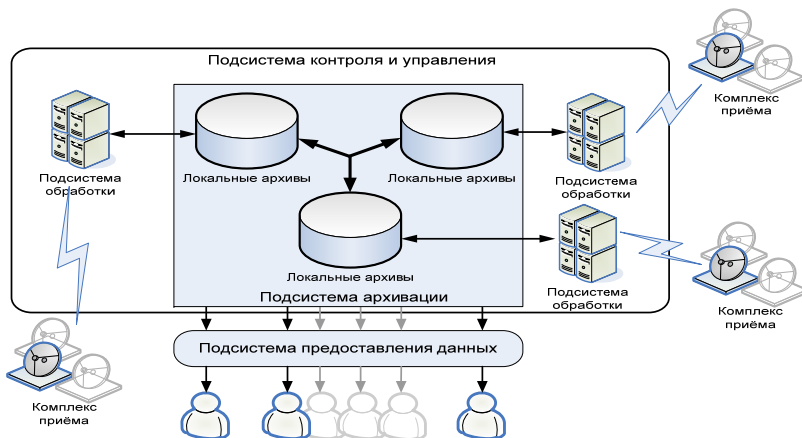 Подсистема контроля и управления
Комплекс
приёма
Подсистема
обработки
Локальные архивы
Локальные архивы
Подсистема
обработки
Локальные архивы
Подсистема архивации
Подсистема
обработки
Комплекс
приёма
Подсистема предоставления данных
Комплекс
приёма